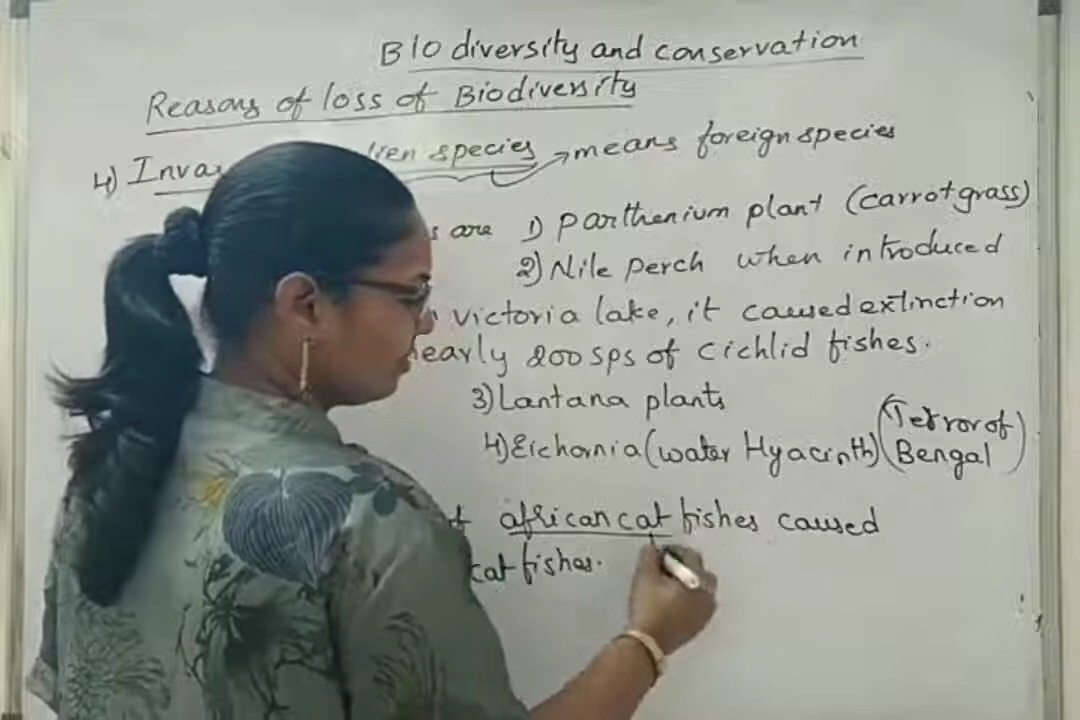 Biodiversity and conservation
Reasons of loss of Biodiversity
4) Inva ien species → means foreign species
s are 1) Parthenium plant (carrot grass)
2) Nile perch when introduced
victoria lake, it caused extinction
nearly 200 sps of cichlid fishes.
3) Lantana plants
4) Eichornia (water Hyacinth) (Terror of Bengal)
african cat fishes caused
cat fishes.